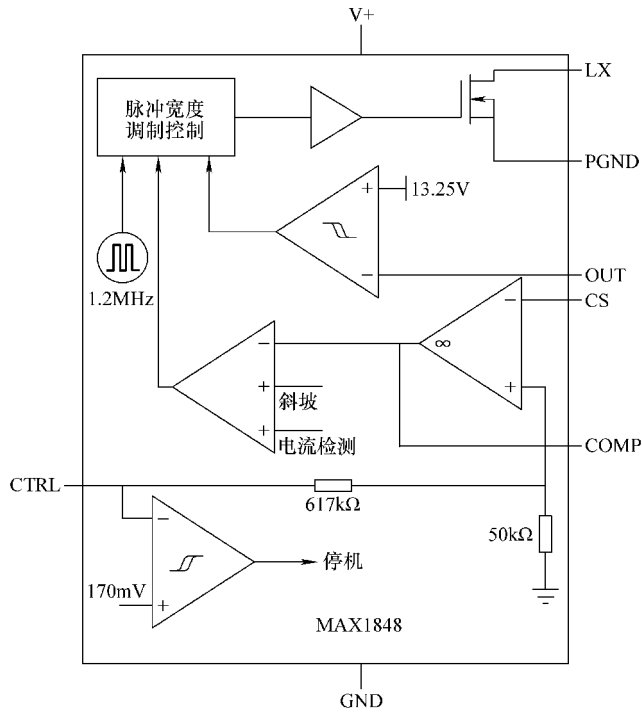 V+
LX
脉冲宽度
调制控制
PGND
+
13.25V
−
OUT
1.2MHz
CS
−
∞
−
+
+
斜坡
+
电流检测
COMP
CTRL
617kΩ
−
50kΩ
停机
170mV
+
MAX1848
GND